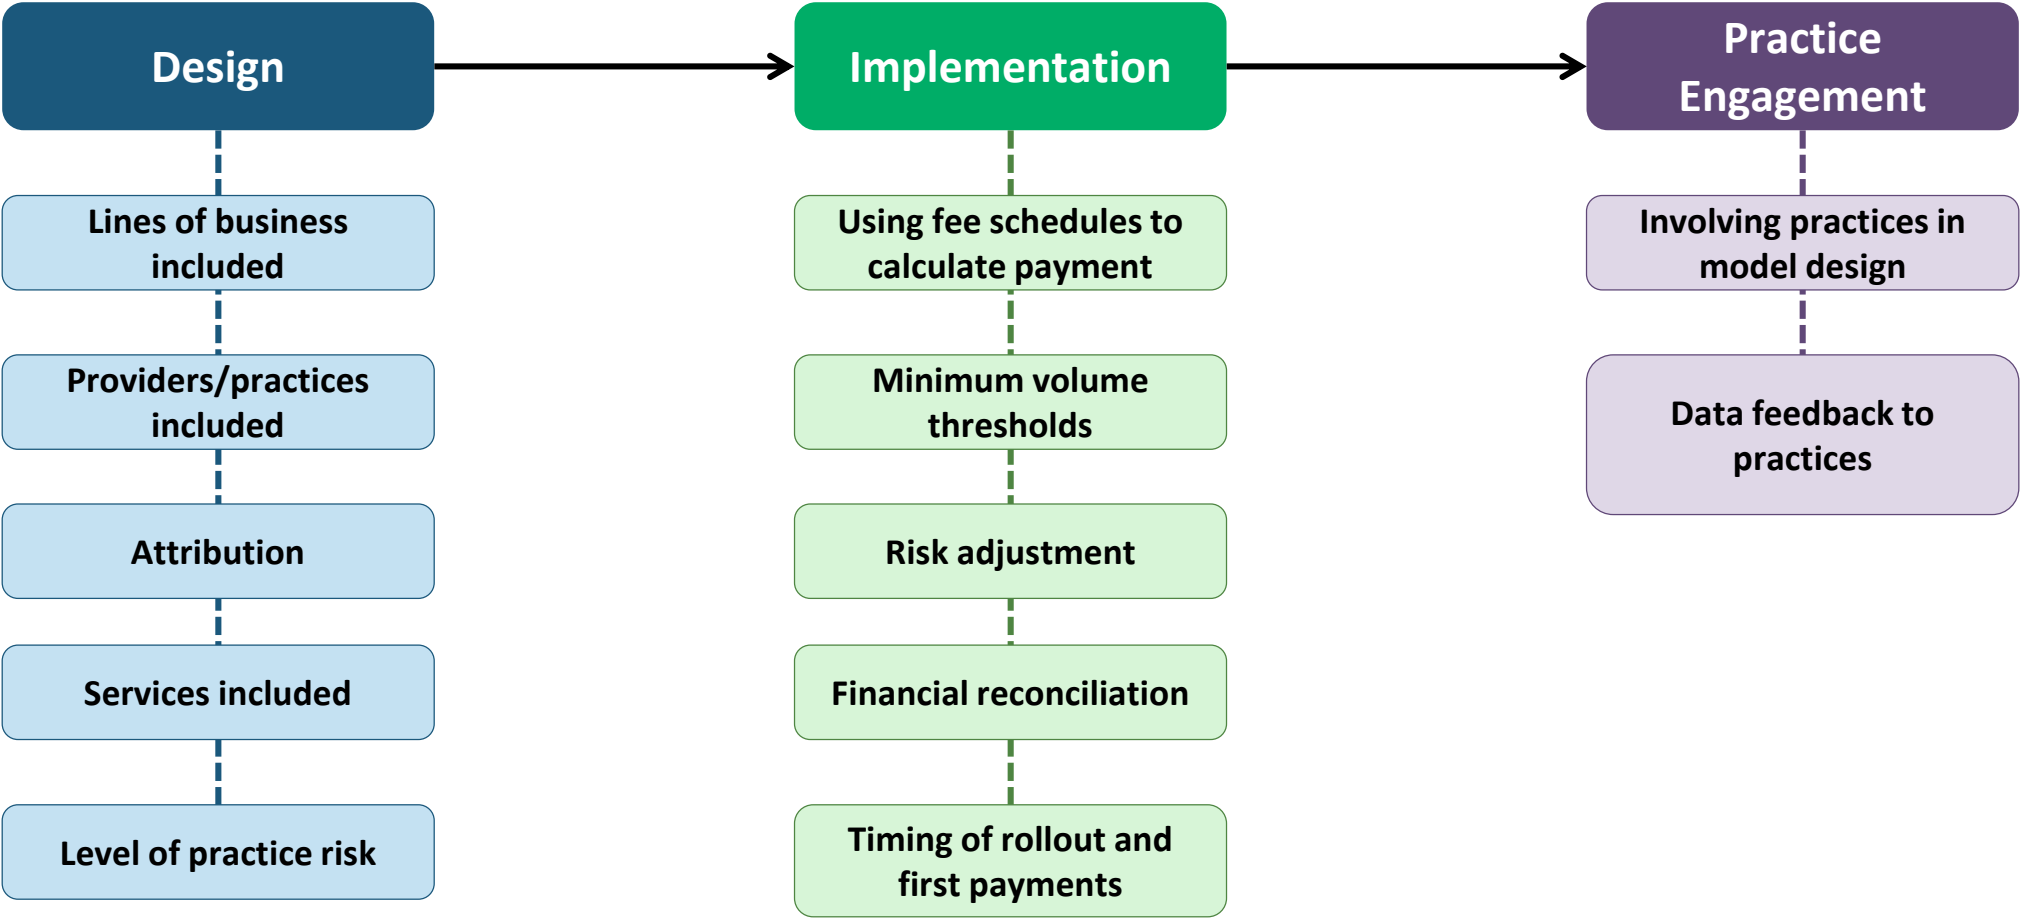 Design
Lines of business
included
Providers/practices
included
Attribution
Services included
Level of practice risk
Implementation
Using fee schedules to
calculate payment
Minimum volume
thresholds
Risk adjustment
Financial reconciliation
Timing of rollout and
first payments
Practice
Engagement
Involving practices in
model design
Data feedback to
practices